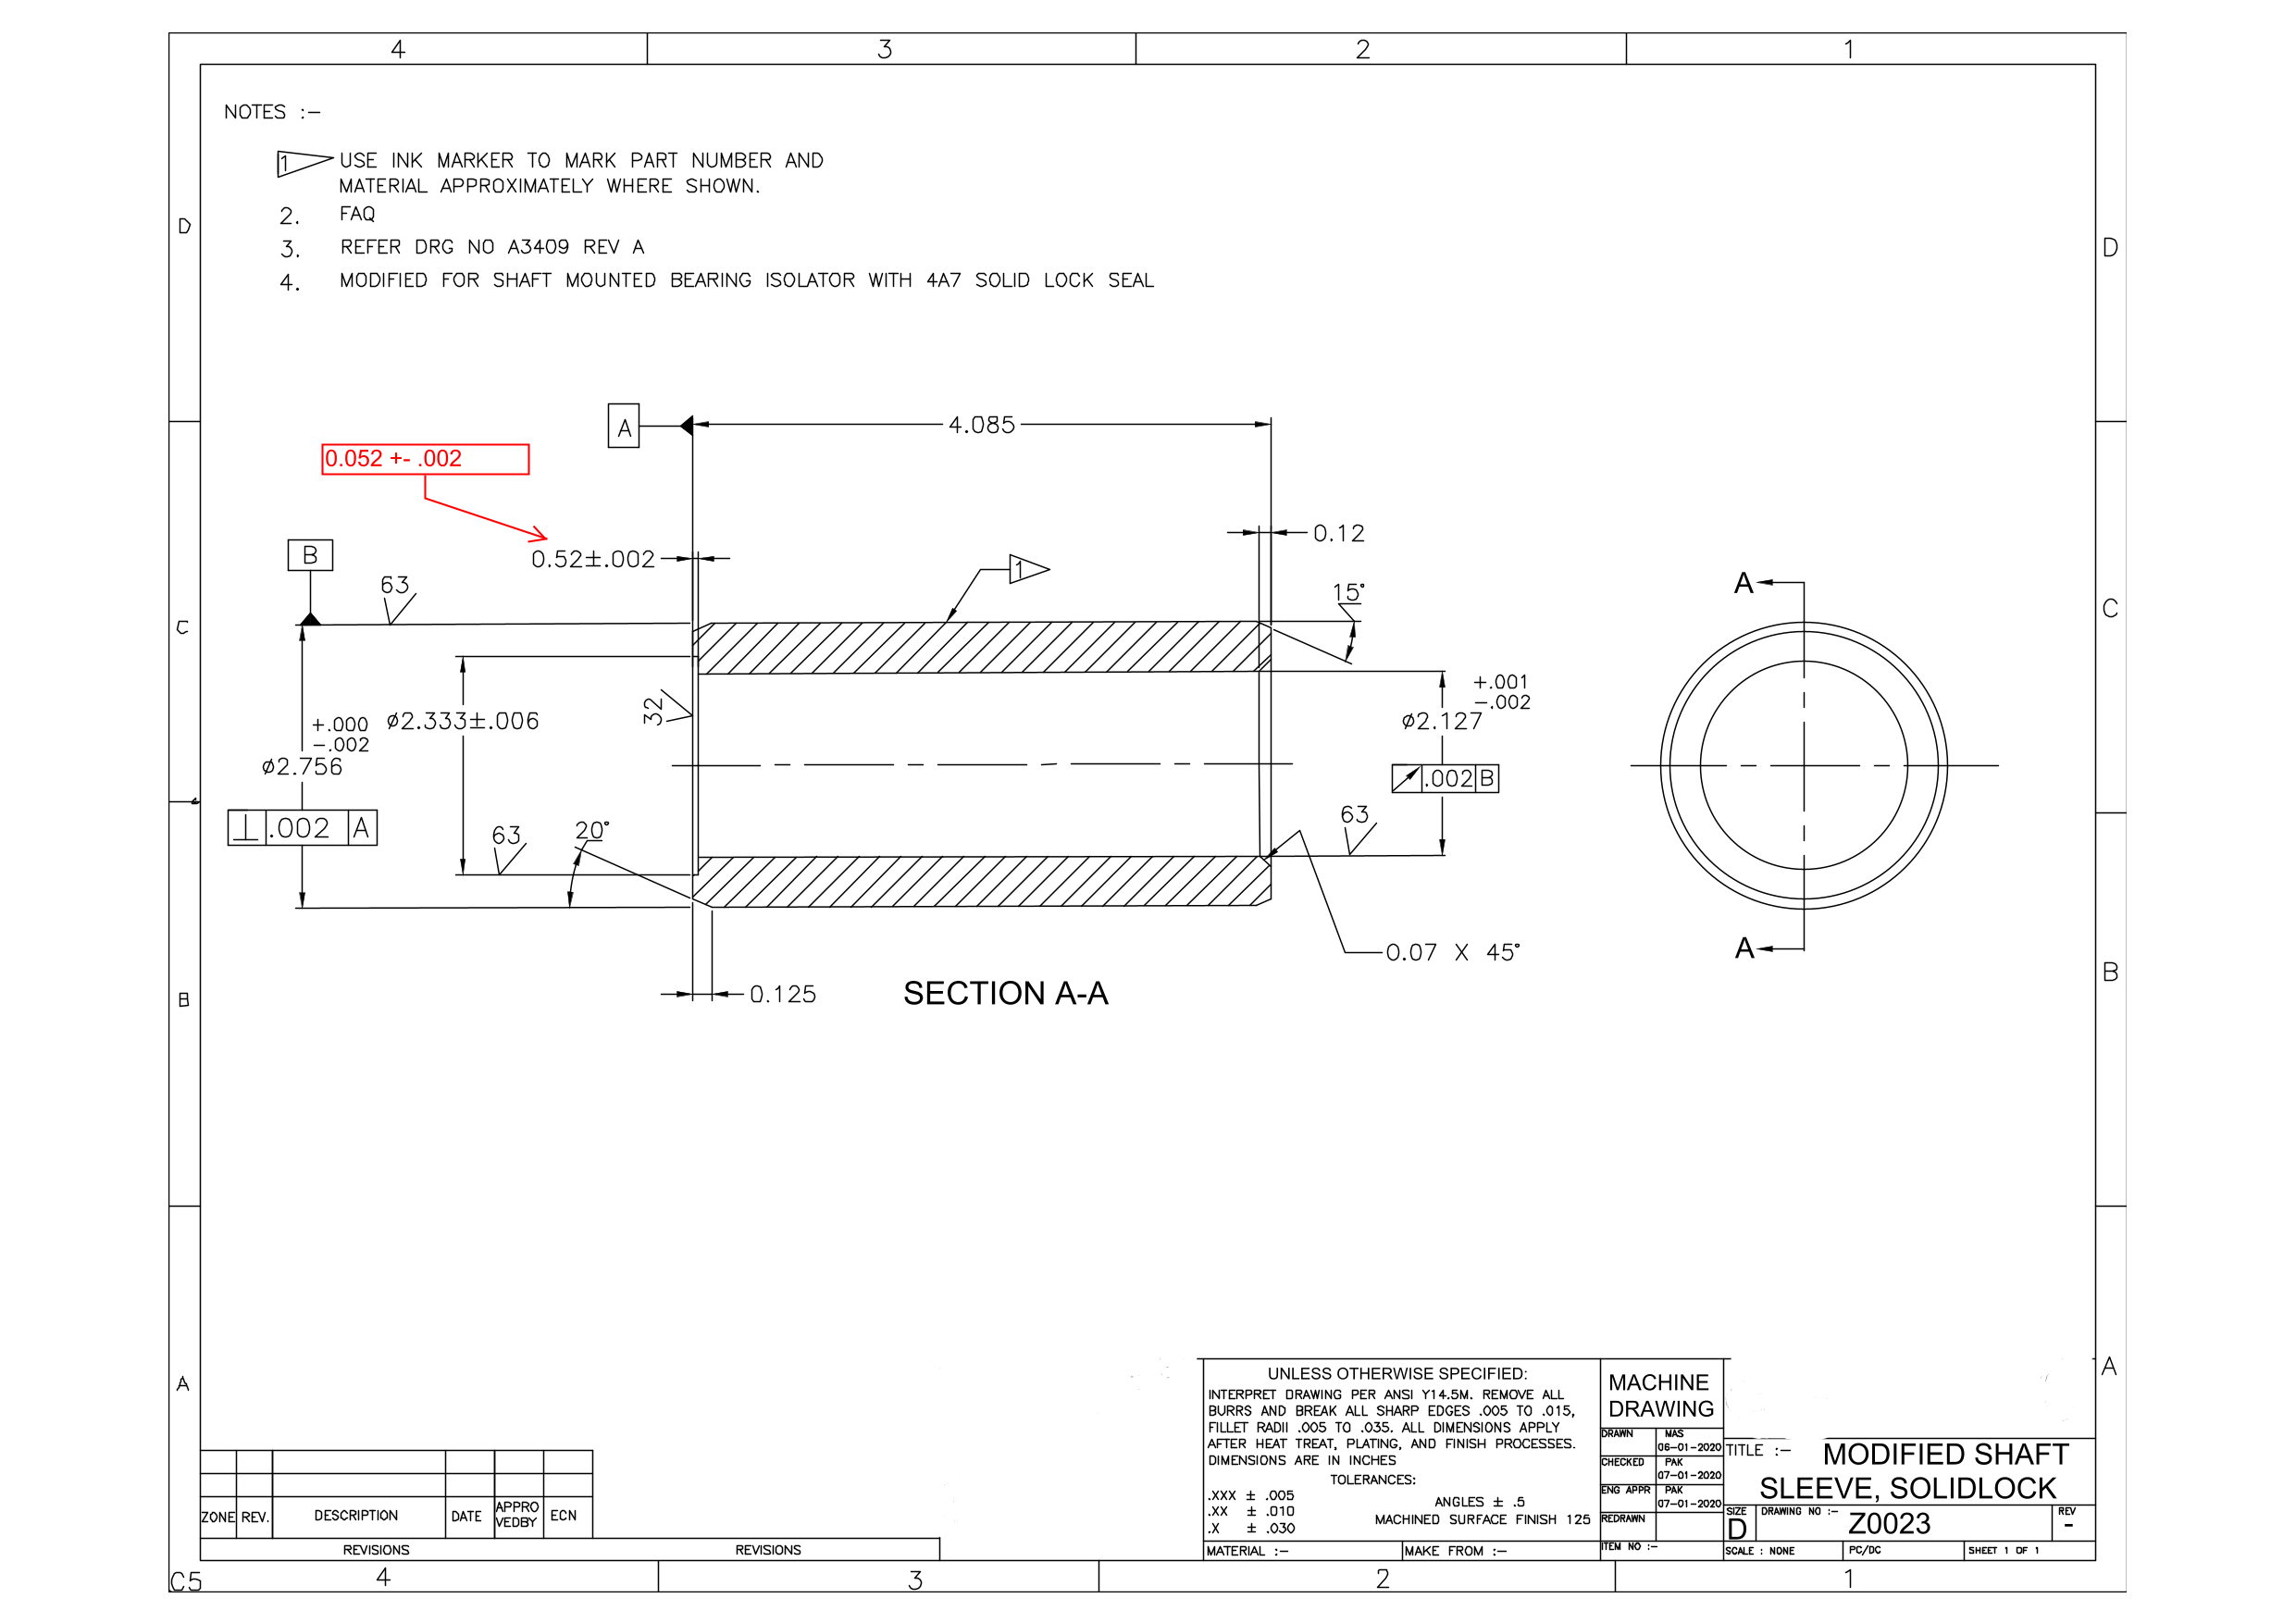 4 3 2 1
NOTES :-
1 USE INK MARKER TO MARK PART NUMBER AND
MATERIAL APPROXIMATELY WHERE SHOWN.
2. FAQ
3. REFER DRG NO A3409 REV A
4. MODIFIED FOR SHAFT MOUNTED BEARING ISOLATOR WITH 4A7 SOLID LOCK SEAL
D
D
A
4.085
0.052 +- .002
0.12
B
0.52±.002
1
63
15°
A
C
C
32
+.001
-.002
⌀2.127
+.000
-.002
⌀2.756
⌀2.333±.006
.002 B
⊥ .002 A
63
20°
63
A
0.07 X 45°
B
B
0.125
SECTION A-A
A
A
UNLESS OTHERWISE SPECIFIED:
INTERPRET DRAWING PER ANSI Y14.5M. REMOVE ALL
BURRS AND BREAK ALL SHARP EDGES .005 TO .015,
FILLET RADII .005 TO .035. ALL DIMENSIONS APPLY
AFTER HEAT TREAT, PLATING, AND FINISH PROCESSES.
DIMENSIONS ARE IN INCHES
TOLERANCES:
.XXX ± .005
.XX ± .010
.X ± .030
ANGLES ± .5
MACHINED SURFACE FINISH 125
MATERIAL :-
MAKE FROM :-
MACHINE
DRAWING
DRAWN MAS
06-01-2020
CHECKED PAK
07-01-2020
ENG APPR PAK
07-01-2020
REDRAWN
ITEM NO :-
TITLE :- MODIFIED SHAFT
SLEEVE, SOLIDLOCK
SIZE
D
DRAWING NO :-
Z0023
REV
-
SCALE : NONE
PC/DC
SHEET 1 OF 1
ZONE REV. DESCRIPTION DATE APPRO
VEDBY ECN
REVISIONS REVISIONS
C5 4 3 2 1